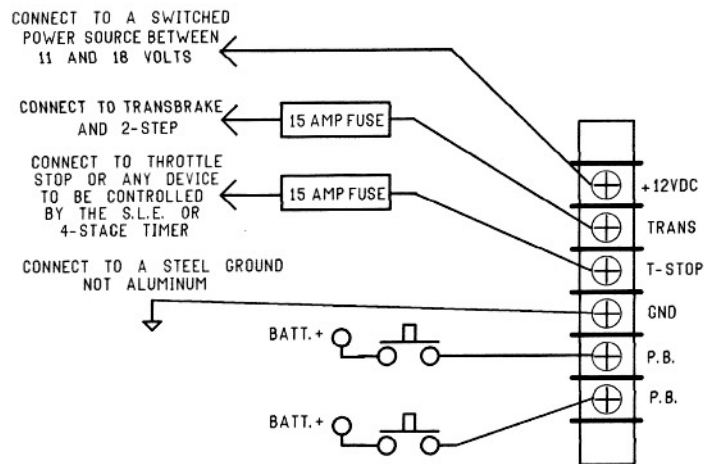 CONNECT TO A SWITCHED
POWER SOURCE BETWEEN
11 AND 18 VOLTS
CONNECT TO TRANSBRAKE
AND 2-STEP
15 AMP FUSE
CONNECT TO THROTTLE
STOP OR ANY DEVICE
TO BE CONTROLLED
BY THE S.L.E. OR
4-STAGE TIMER
15 AMP FUSE
CONNECT TO A STEEL GROUND
NOT ALUMINUM
+12VDC
TRANS
T-STOP
GND
BATT.+
P.B.
BATT.+
P.B.